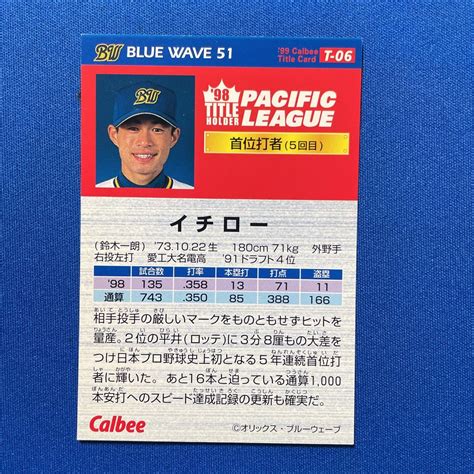 BW BLUE WAVE 51
'99 Calbee
Title Card
T-06
'98
TITLE
HOLDER
PACIFIC
LEAGUE
首位打者(5回目)
イチロー
(鈴木一朗) '73.10.22生 180cm 71kg 外野手
右投左打 愛工大名電高 '91ドラフト4位
試合数 打率 本塁打 打点 盗塁
'98 135 .358 13 71 11
通算 743 .350 85 388 166
相手投手の厳しいマークをものともせずヒットを
量産。2位の平井(ロッテ)に3分8厘もの大差を
つけ日本プロ野球史上初となる5年連続首位打
者に輝いた。あと16本と迫っている通算1,000
本安打へのスピード達成記録の更新も確実だ。
Calbee
©オリックス・ブルーウェーブ